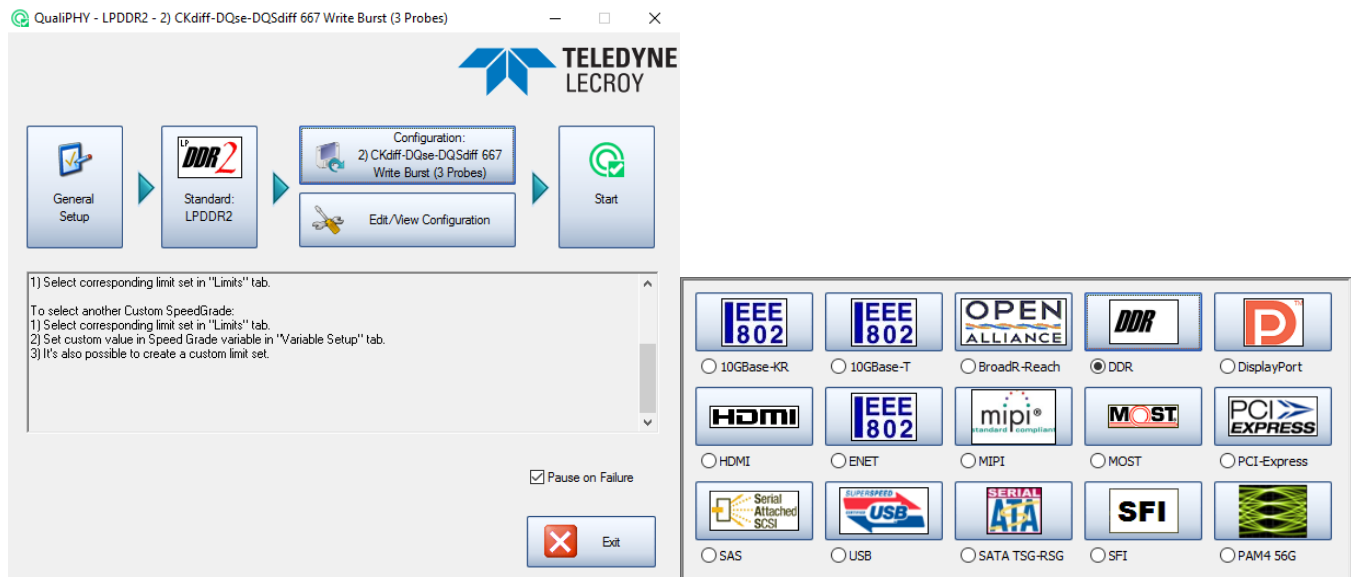 QualiPHY - LPDDR2 - 2) CKdiff-DQse-DQSdiff 667 Write Burst (3 Probes)
TELEDYNE
LECROY
General
Setup
LP
DDR2
Standard:
LPDDR2
Configuration:
2) CKdiff-DQse-DQSdiff 667
Write Burst (3 Probes)
Edit/View Configuration
Start
1) Select corresponding limit set in "Limits" tab.
To select another Custom SpeedGrade:
1) Select corresponding limit set in "Limits" tab.
2) Set custom value in Speed Grade variable in "Variable Setup" tab.
3) It's also possible to create a custom limit set.
Pause on Failure
Exit
IEEE
802
IEEE
802
OPEN
ALLIANCE
DDR
D
TM
10GBase-KR
10GBase-T
BroadR-Reach
DDR
DisplayPort
HDMI
IEEE
802
mipi®
standard compliant
MOST
PCI
EXPRESS
HDMI
ENET
MIPI
MOST
PCI-Express
Serial
Attached
SCSI
SUPERSPEED
CERTIFIED
USB
SERIAL
ATA
SFI
SAS
USB
SATA TSG-RSG
SFI
PAM4 56G